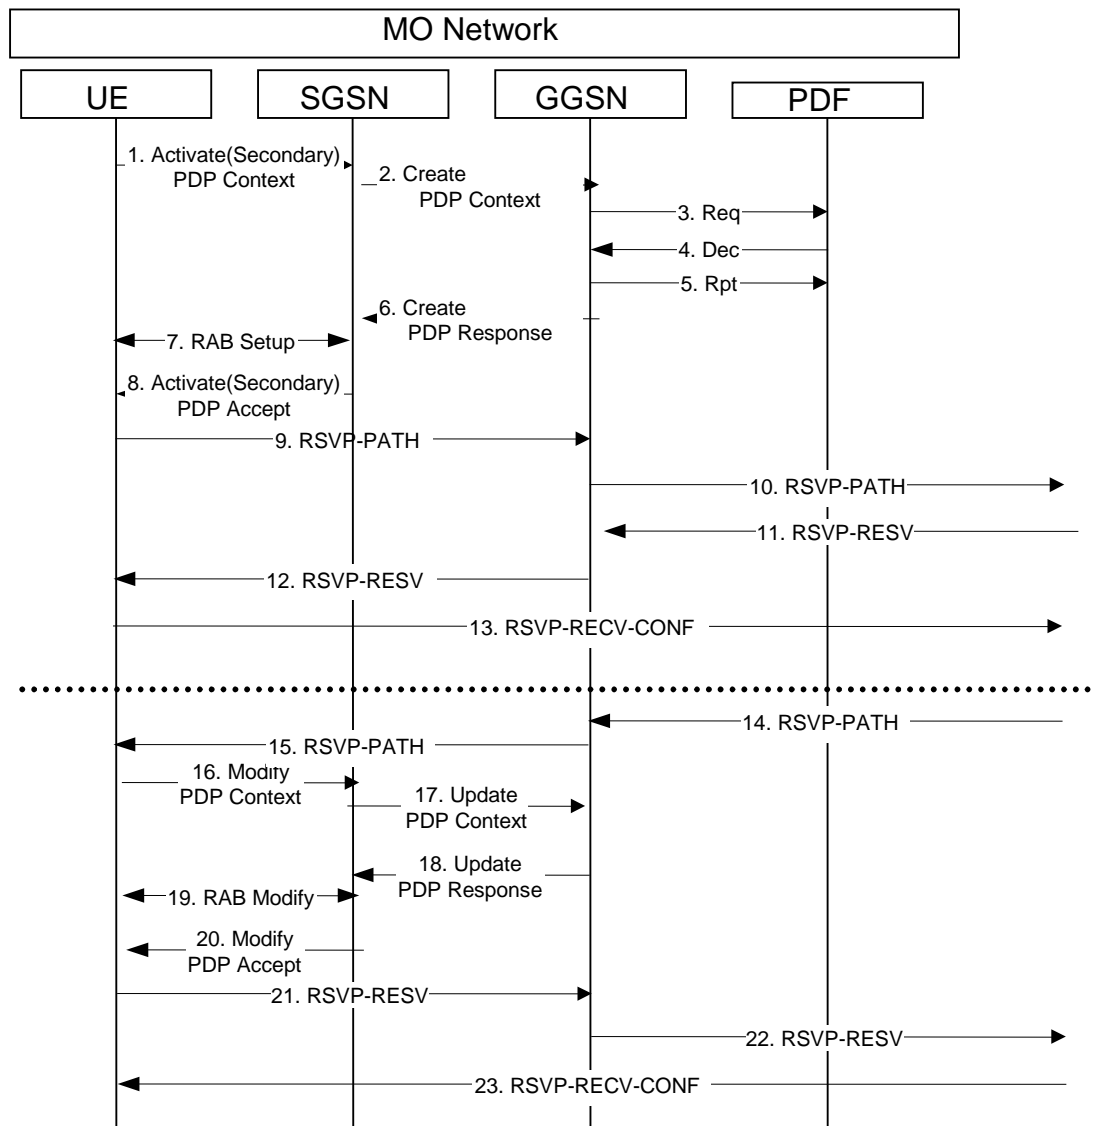 MO Network
UE
SGSN
GGSN
PDF
1. Activate(Secondary)
PDP Context
2. Create
PDP Context
3. Req
4. Dec
5. Rpt
6. Create
PDP Response
7. RAB Setup
8. Activate(Secondary)
PDP Accept
9. RSVP-PATH
10. RSVP-PATH
11. RSVP-RESV
12. RSVP-RESV
13. RSVP-RECV-CONF
14. RSVP-PATH
15. RSVP-PATH
16. Modify
PDP Context
17. Update
PDP Context
18. Update
PDP Response
19. RAB Modify
20. Modify
PDP Accept
21. RSVP-RESV
22. RSVP-RESV
23. RSVP-RECV-CONF